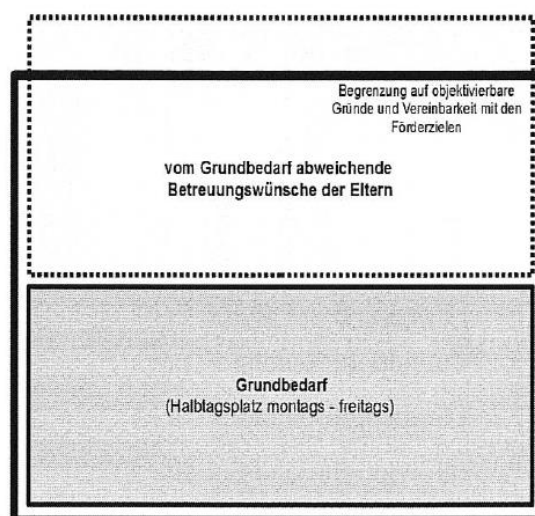 Begrenzung auf objektivierbare
Gründe und Vereinbarkeit mit den
Förderzielen
vom Grundbedarf abweichende
Betreuungswünsche der Eltern
Grundbedarf
(Halbtagsplatz montags - freitags)